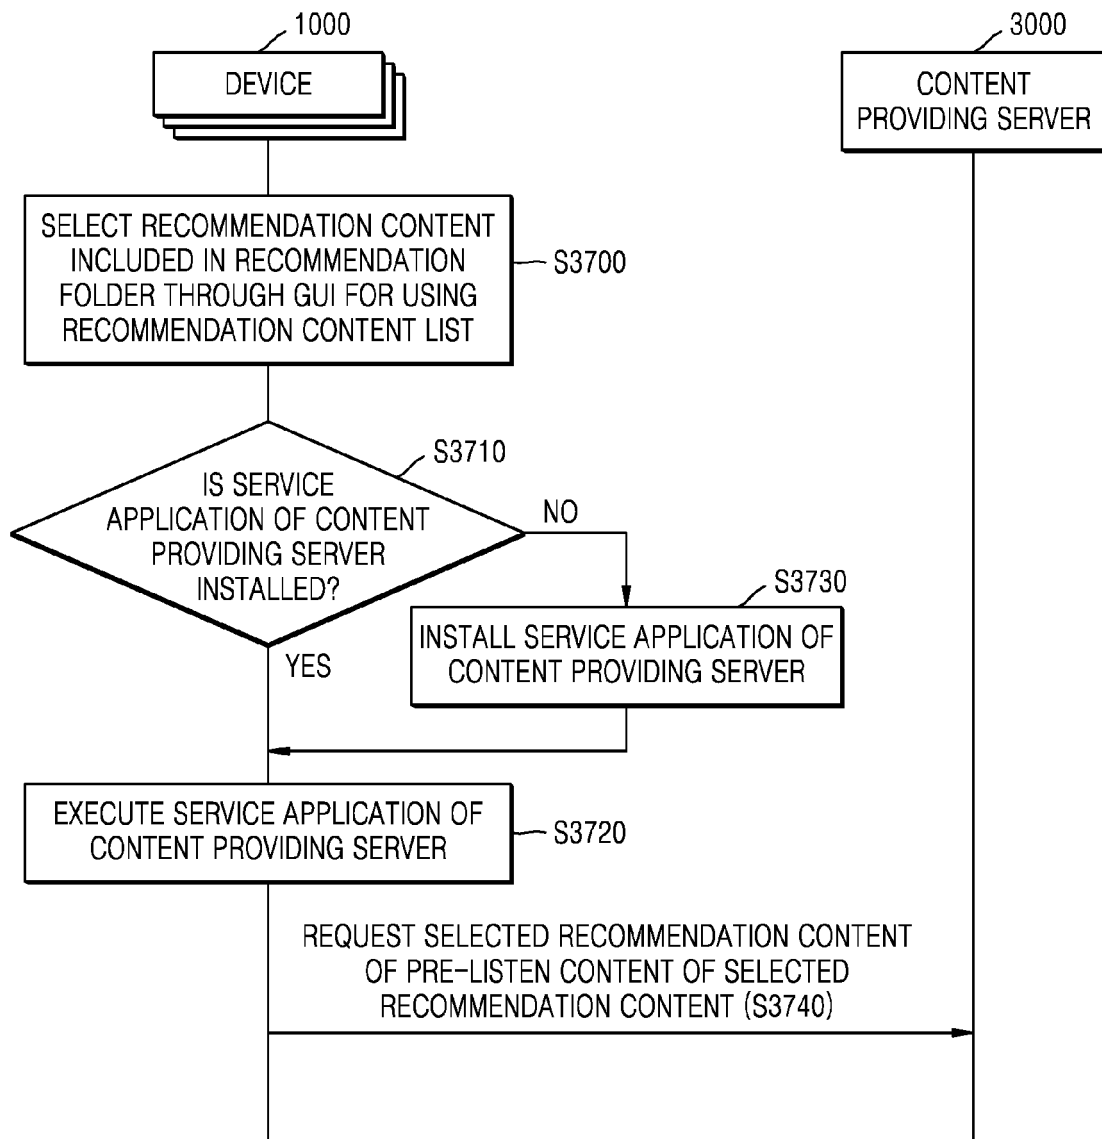 1000
3000
DEVICE
CONTENT
PROVIDING SERVER
SELECT RECOMMENDATION CONTENT
INCLUDED IN RECOMMENDATION
FOLDER THROUGH GUI FOR USING
RECOMMENDATION CONTENT LIST
S3700
S3710
IS SERVICE
APPLICATION OF CONTENT
PROVIDING SERVER
INSTALLED?
NO
YES
S3730
INSTALL SERVICE APPLICATION OF
CONTENT PROVIDING SERVER
EXECUTE SERVICE APPLICATION OF
CONTENT PROVIDING SERVER
S3720
REQUEST SELECTED RECOMMENDATION CONTENT
OF PRE-LISTEN CONTENT OF SELECTED
RECOMMENDATION CONTENT (S3740)